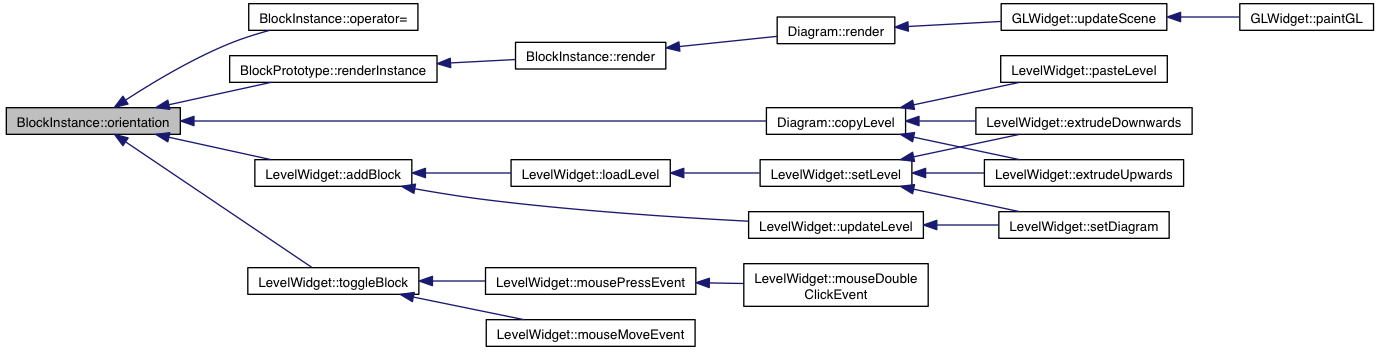 BlockInstance::operator=
GLWidget::updateScene
GLWidget::paintGL
Diagram::render
BlockInstance::render
BlockPrototype::renderInstance
LevelWidget::pasteLevel
BlockInstance::orientation
Diagram::copyLevel
LevelWidget::extrudeDownwards
LevelWidget::addBlock
LevelWidget::loadLevel
LevelWidget::setLevel
LevelWidget::extrudeUpwards
LevelWidget::updateLevel
LevelWidget::setDiagram
LevelWidget::toggleBlock
LevelWidget::mousePressEvent
LevelWidget::mouseDouble
ClickEvent
LevelWidget::mouseMoveEvent